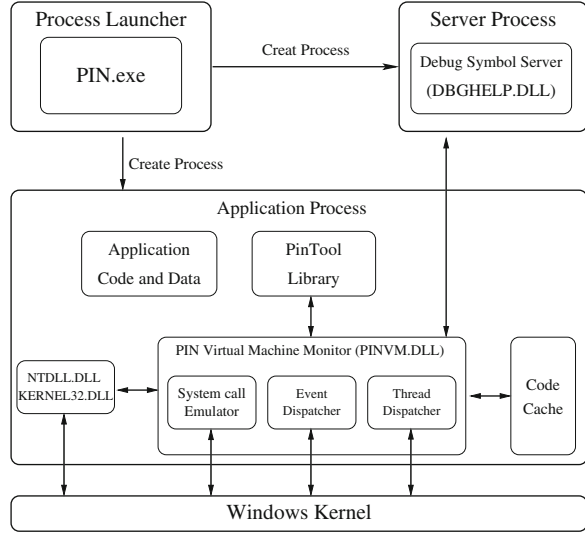 Process Launcher
PIN.exe
Creat Process
Server Process
Debug Symbol Server
(DBGHELP.DLL)
Create Process
Application Process
Application
Code and Data
PinTool
Library
PIN Virtual Machine Monitor (PINVM.DLL)
NTDLL.DLL
KERNEL32.DLL
System call
Emulator
Event
Dispatcher
Thread
Dispatcher
Code
Cache
Windows Kernel